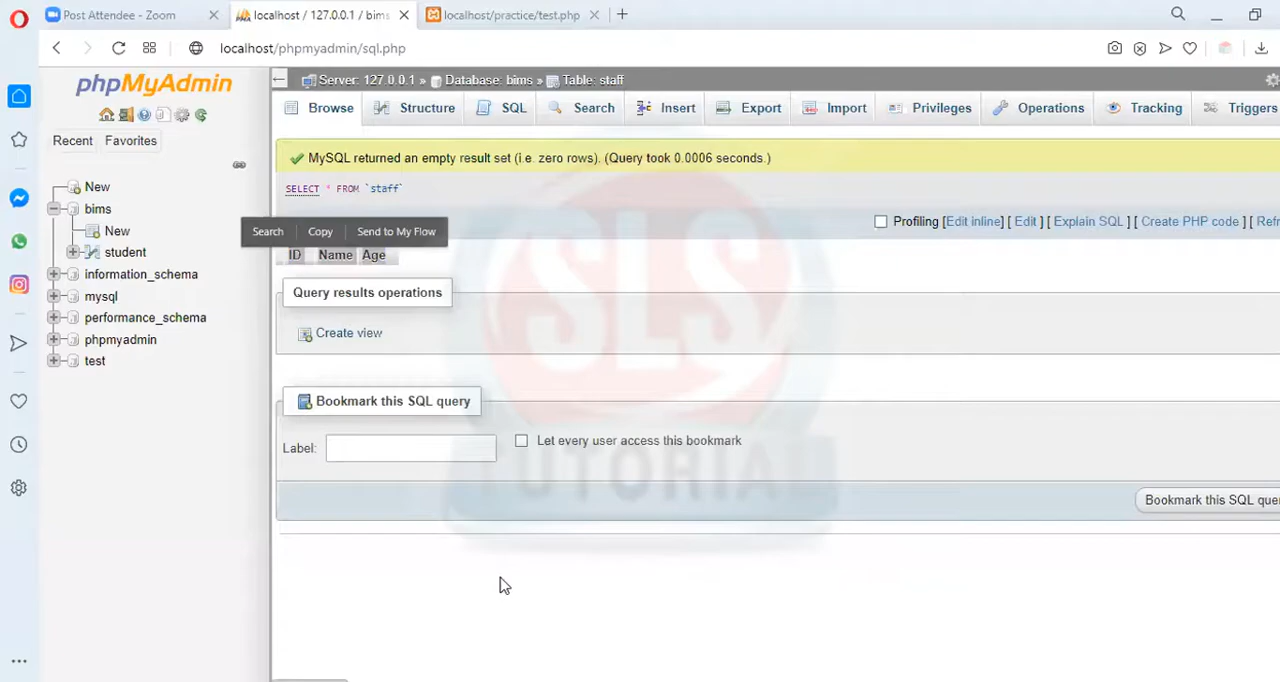 Post Attendee - Zoom
localhost / 127.0.0.1 / bims
localhost/practice/test.php
localhost/phpmyadmin/sql.php
phpMyAdmin
Recent Favorites
New
bims
New
student
information_schema
mysql
performance_schema
phpmyadmin
test
Server: 127.0.0.1 » Database: bims » Table: staff
Browse Structure SQL Search Insert Export Import Privileges Operations Tracking Triggers
MySQL returned an empty result set (i.e. zero rows). (Query took 0.0006 seconds.)
SELECT * FROM `staff`
Search Copy Send to My Flow
Profiling [Edit inline] [ Edit ] [ Explain SQL ] [ Create PHP code ] [ Refr
ID Name Age
Query results operations
Create view
Bookmark this SQL query
Label: Let every user access this bookmark
Bookmark this SQL quer
SLS
TUTORIAL